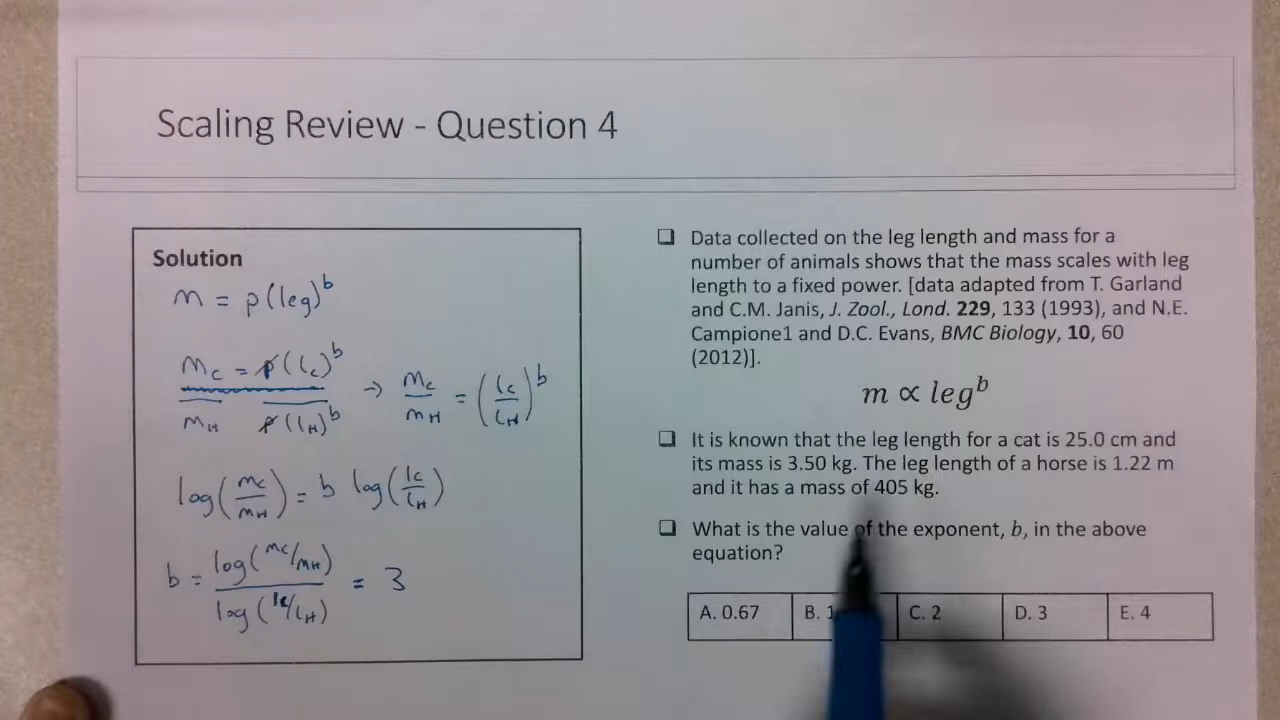 Scaling Review - Question 4
Solution
m = p(leg)^b
m_C = p(l_C)^b
m_H p(l_H)^b
→ m_C/m_H = (l_C/l_H)^b
log(m_C/m_H) = b log(l_C/l_H)
b = log(m_C/m_H) / log(l_C/l_H) = 3
❑ Data collected on the leg length and mass for a
number of animals shows that the mass scales with leg
length to a fixed power. [data adapted from T. Garland
and C.M. Janis, J. Zool., Lond. 229, 133 (1993), and N.E.
Campione1 and D.C. Evans, BMC Biology, 10, 60
(2012)].
m ∝ leg^b
❑ It is known that the leg length for a cat is 25.0 cm and
its mass is 3.50 kg. The leg length of a horse is 1.22 m
and it has a mass of 405 kg.
❑ What is the value of the exponent, b, in the above
equation?
A. 0.67 B. C. 2 D. 3 E. 4